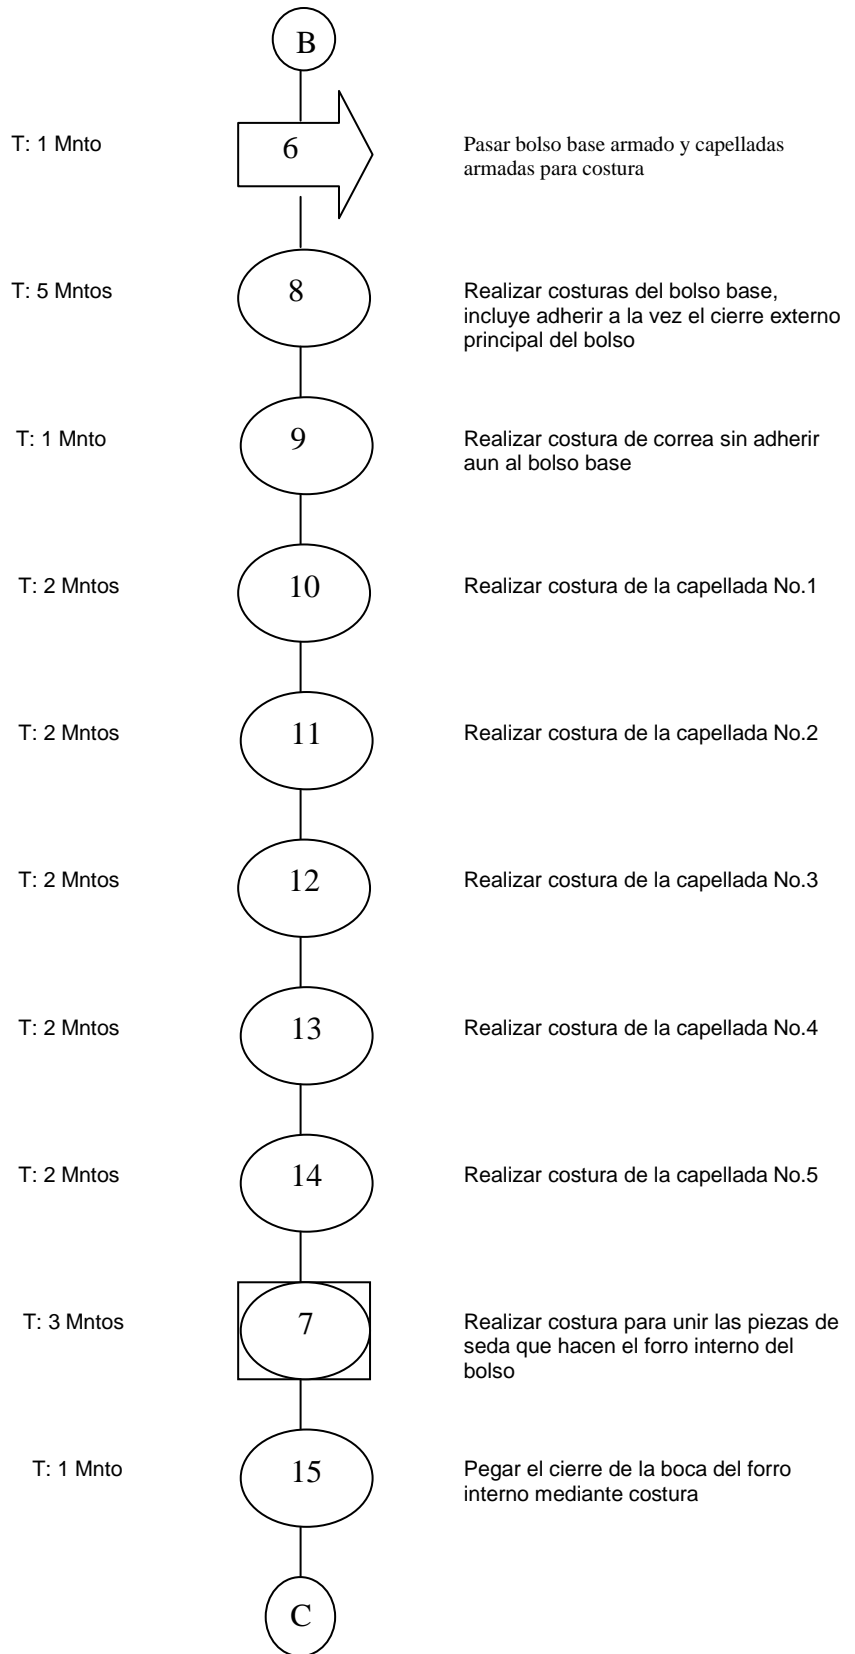 B
T: 1 Mnto
6
Pasar bolso base armado y capelladas
armadas para costura
T: 5 Mntos
8
Realizar costuras del bolso base,
incluye adherir a la vez el cierre externo
principal del bolso
T: 1 Mnto
9
Realizar costura de correa sin adherir
aun al bolso base
T: 2 Mntos
10
Realizar costura de la capellada No.1
T: 2 Mntos
11
Realizar costura de la capellada No.2
T: 2 Mntos
12
Realizar costura de la capellada No.3
T: 2 Mntos
13
Realizar costura de la capellada No.4
T: 2 Mntos
14
Realizar costura de la capellada No.5
T: 3 Mntos
7
Realizar costura para unir las piezas de
seda que hacen el forro interno del
bolso
T: 1 Mnto
15
Pegar el cierre de la boca del forro
interno mediante costura
C